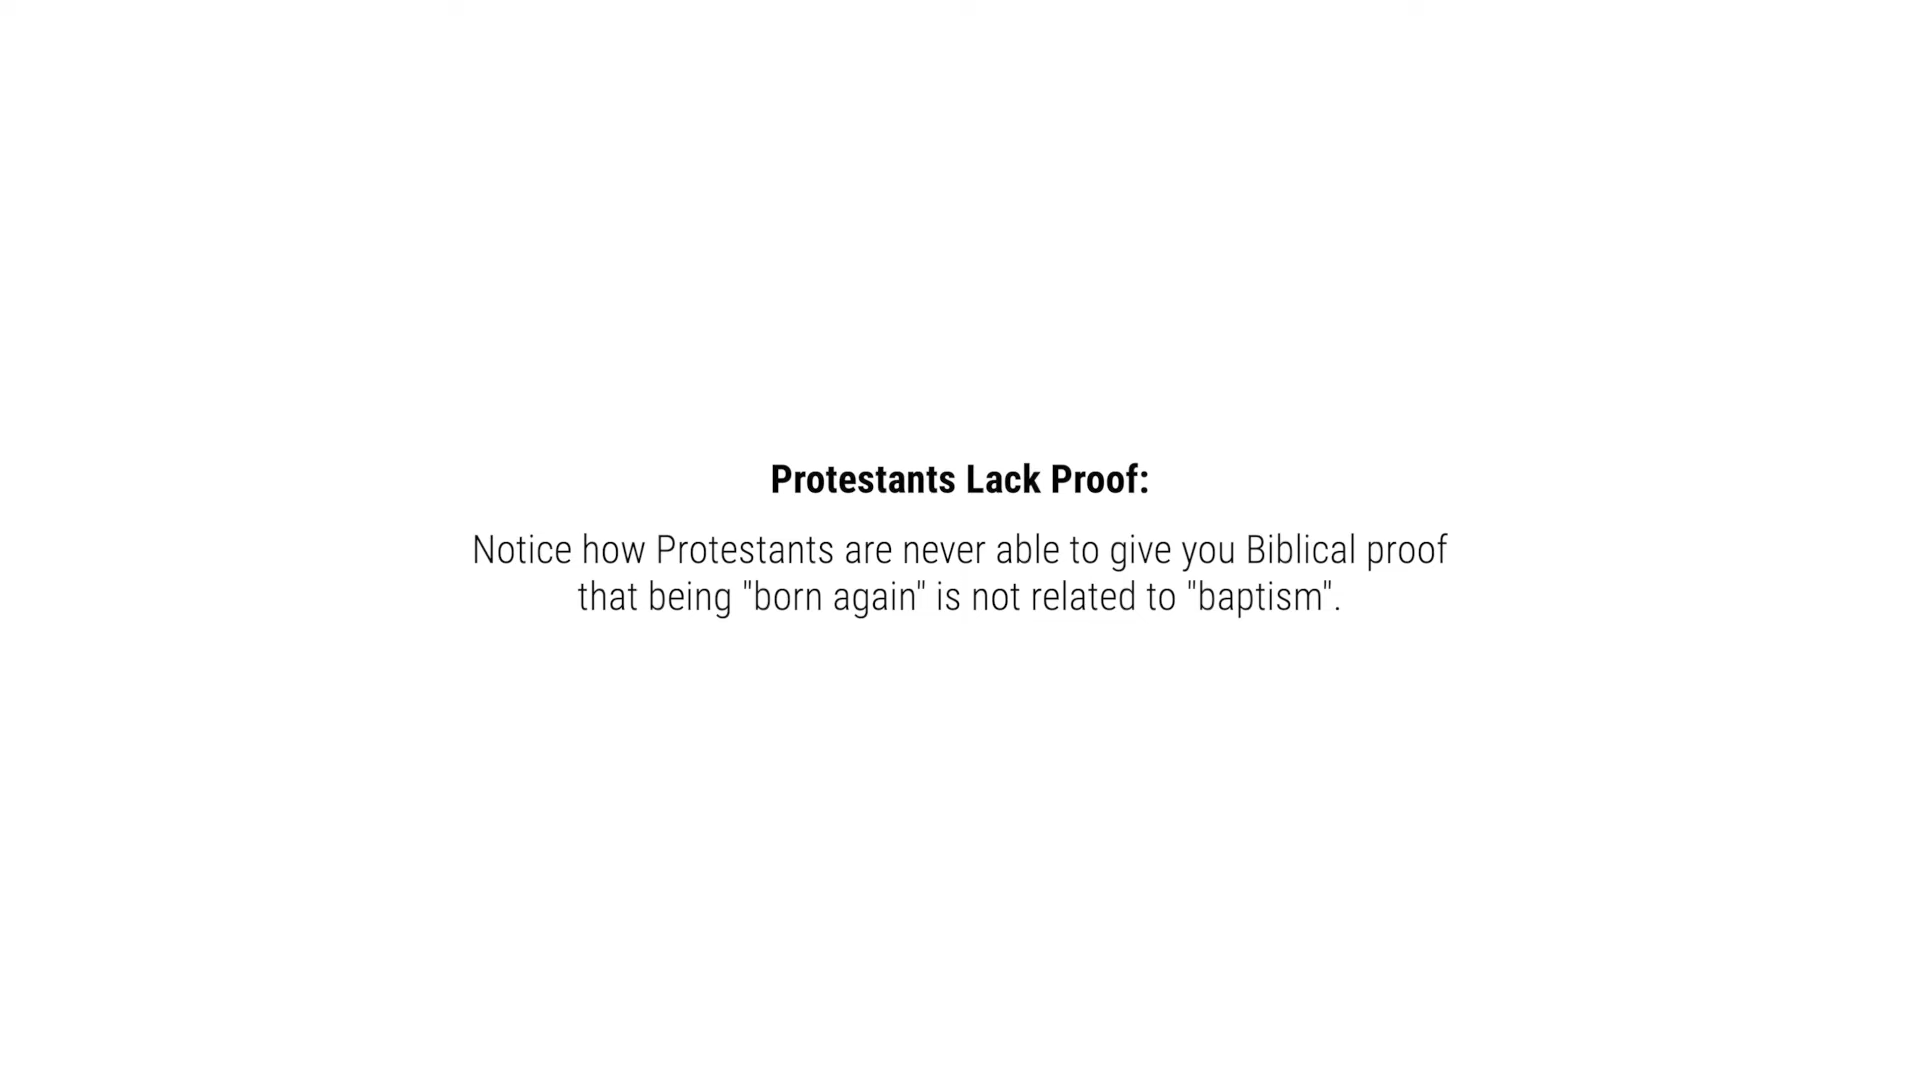 Protestants Lack Proof:
Notice how Protestants are never able to give you Biblical proof
that being "born again" is not related to "baptism".